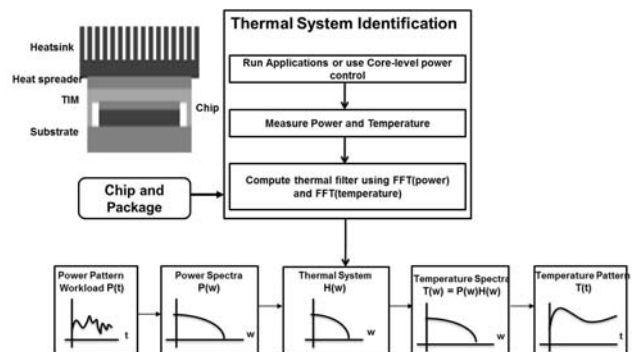 Thermal System Identification
Heatsink
Heat spreader
TIM
Chip
Substrate
Run Applications or use Core-level power
control
Measure Power and Temperature
Compute thermal filter using FFT(power)
and FFT(temperature)
Chip and
Package
Power Pattern
Workload P(t)
t
Power Spectra
P(w)
w
Thermal System
H(w)
w
Temperature Spectra
T(w) = P(w)H(w)
w
Temperature Pattern
T(t)
t